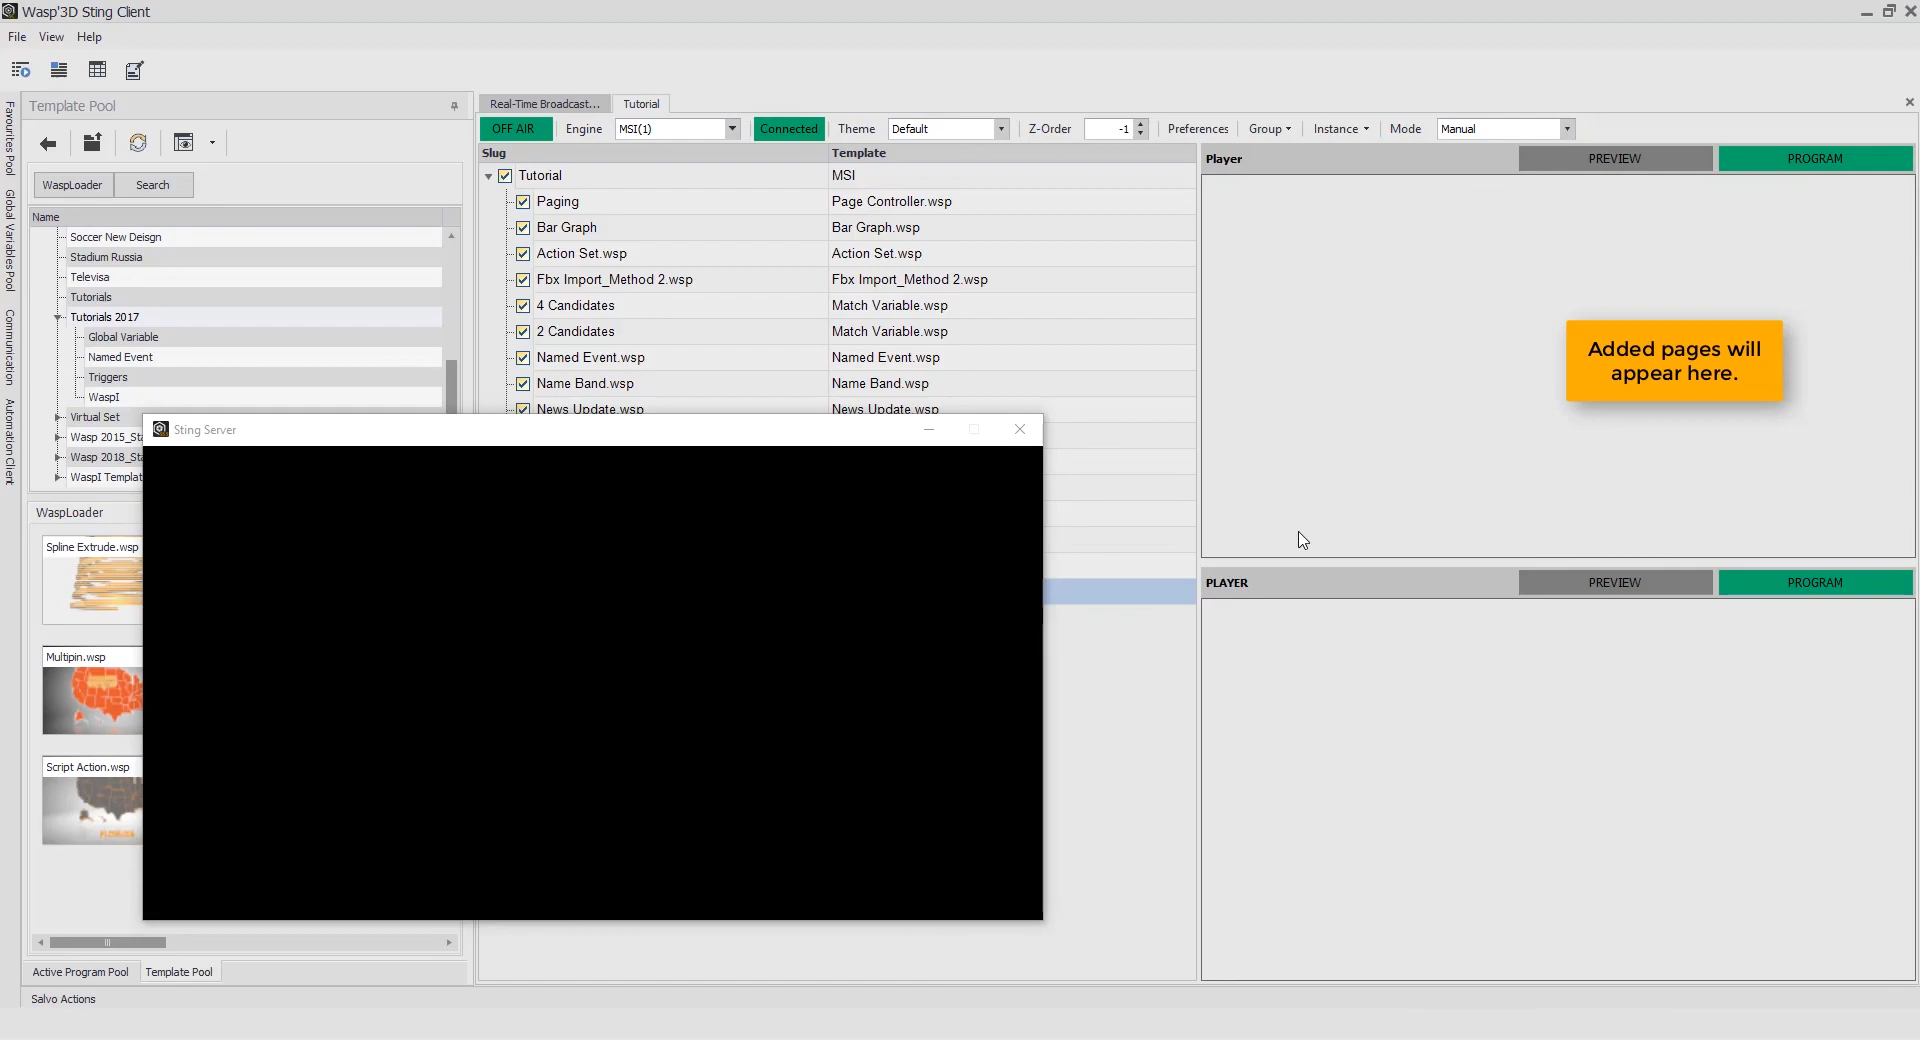 Wasp'3D Sting Client
File View Help
Favourites Pool
Global Variables Pool
Communication
Automation Client
Template Pool
WaspLoader Search
Name
Soccer New Deisgn
Stadium Russia
Televisa
Tutorials
Tutorials 2017
Global Variable
Named Event
Triggers
WaspI
Virtual Set
Wasp 2015_Sta
Wasp 2018_Sta
WaspI Templat
WaspLoader
Spline Extrude.wsp
Multipin.wsp
Script Action.wsp
Active Program Pool Template Pool
Salvo Actions
Real-Time Broadcast... Tutorial
OFF AIR Engine MSI(1) Connected Theme Default Z-Order -1 Preferences Group Instance Mode Manual
Slug Template
Tutorial MSI
Paging Page Controller.wsp
Bar Graph Bar Graph.wsp
Action Set.wsp Action Set.wsp
Fbx Import_Method 2.wsp Fbx Import_Method 2.wsp
4 Candidates Match Variable.wsp
2 Candidates Match Variable.wsp
Named Event.wsp Named Event.wsp
Name Band.wsp Name Band.wsp
News Update.wsp News Update.wsp
Sting Server
Player PREVIEW PROGRAM
Added pages will
appear here.
PLAYER PREVIEW PROGRAM